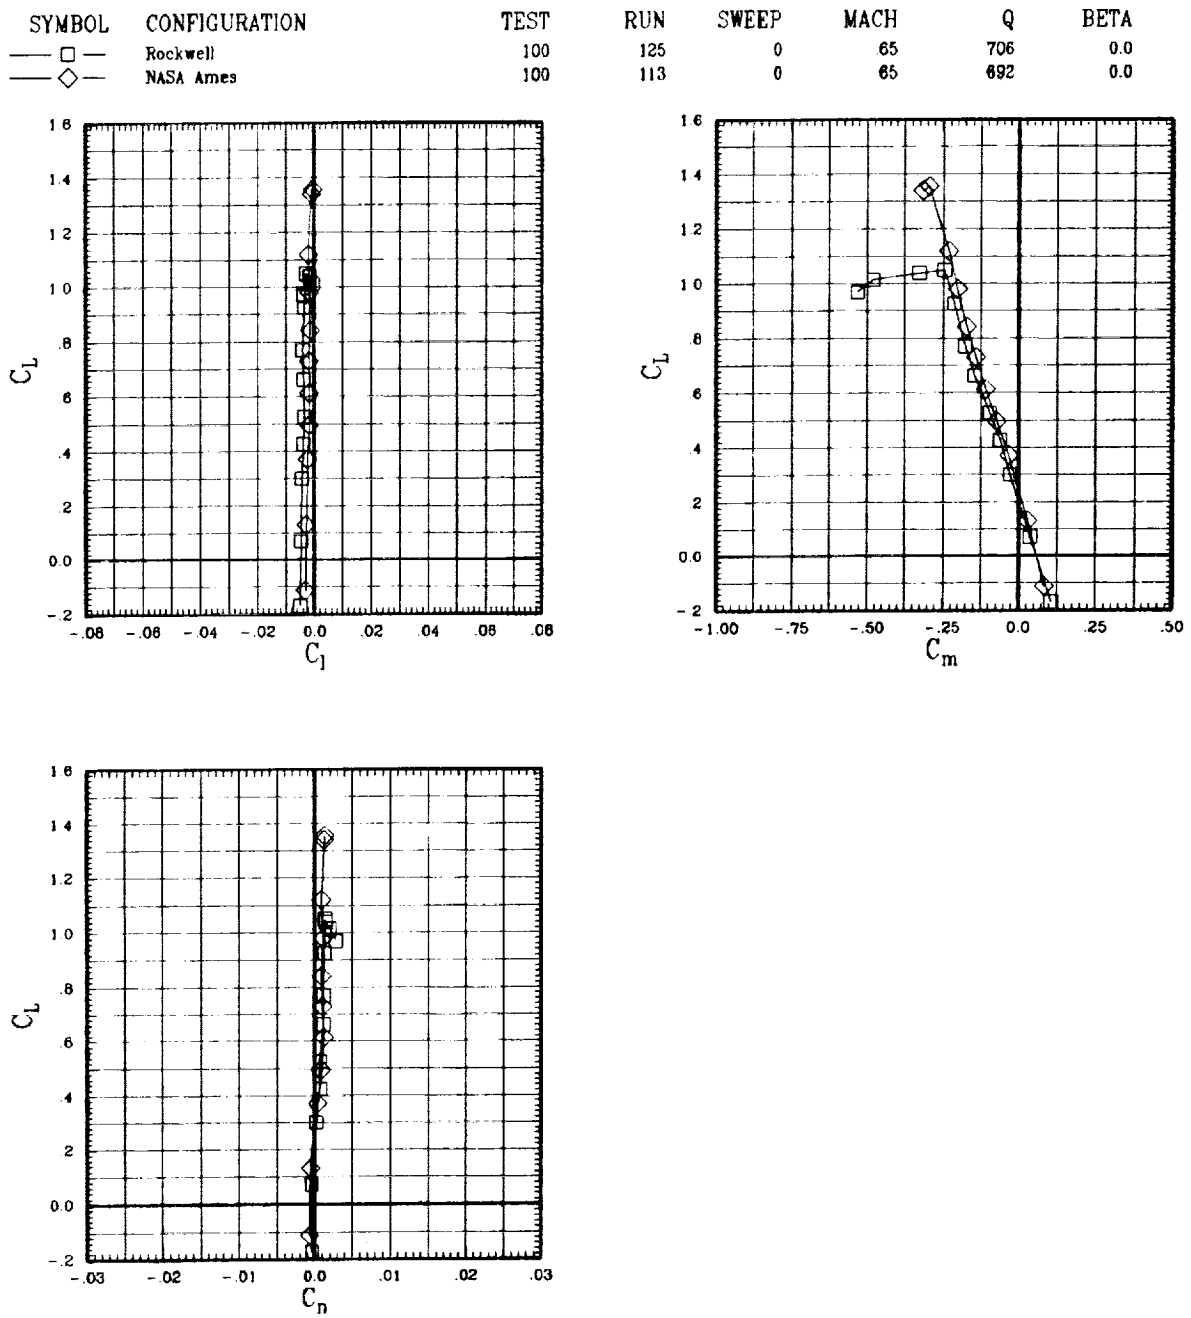 SYMBOL CONFIGURATION TEST RUN SWEEP MACH Q BETA
Rockwell 100 125 0 65 706 0.0
NASA Ames 100 113 0 65 692 0.0
1 6
1 4
1 2
1 0
.8
6
.4
.2
0.0
-.2
C_L
-.08 -.06 -.04 -.02 0.0 .02 .04 .06 .08
C_l
1 6
1 4
1 2
1 0
.8
.6
.4
.2
0.0
-.2
C_L
-1.00 -.75 -.50 -.25 0.0 .25 .50
C_m
1 6
1 4
1.2
1.0
.8
.6
.4
.2
0.0
-.2
C_L
-.03 -.02 -.01 0.0 .01 .02 .03
C_n